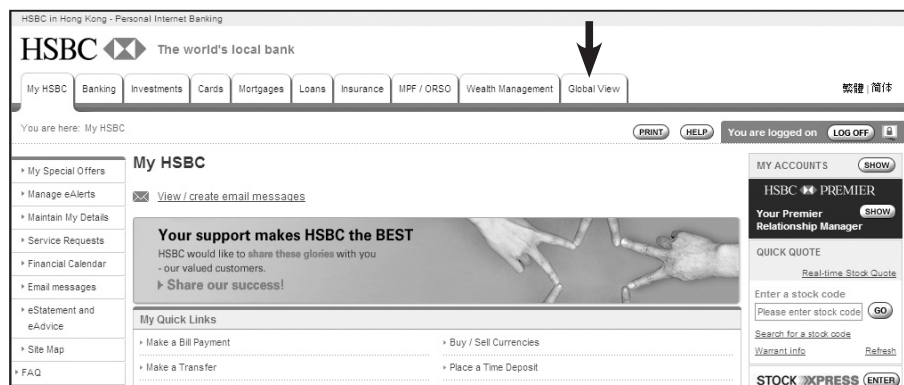 HSBC in Hong Kong - Personal Internet Banking
HSBC The world's local bank
My HSBC Banking Investments Cards Mortgages Loans Insurance MPF / ORSO Wealth Management Global View 繁體 | 简体
You are here: My HSBC PRINT HELP You are logged on LOG OFF
My Special Offers
Manage eAlerts
Maintain My Details
Service Requests
Financial Calendar
Email messages
eStatement and
eAdvice
Site Map
FAQ
My HSBC
View / create email messages
Your support makes HSBC the BEST
HSBC would like to share these glories with you
- our valued customers.
Share our success!
My Quick Links
Make a Bill Payment Buy / Sell Currencies
Make a Transfer Place a Time Deposit
MY ACCOUNTS SHOW
HSBC PREMIER
Your Premier SHOW
Relationship Manager
QUICK QUOTE
Real-time Stock Quote
Enter a stock code
Please enter stock code GO
Search for a stock code
Warrant info Refresh
STOCK XPRESS ENTER